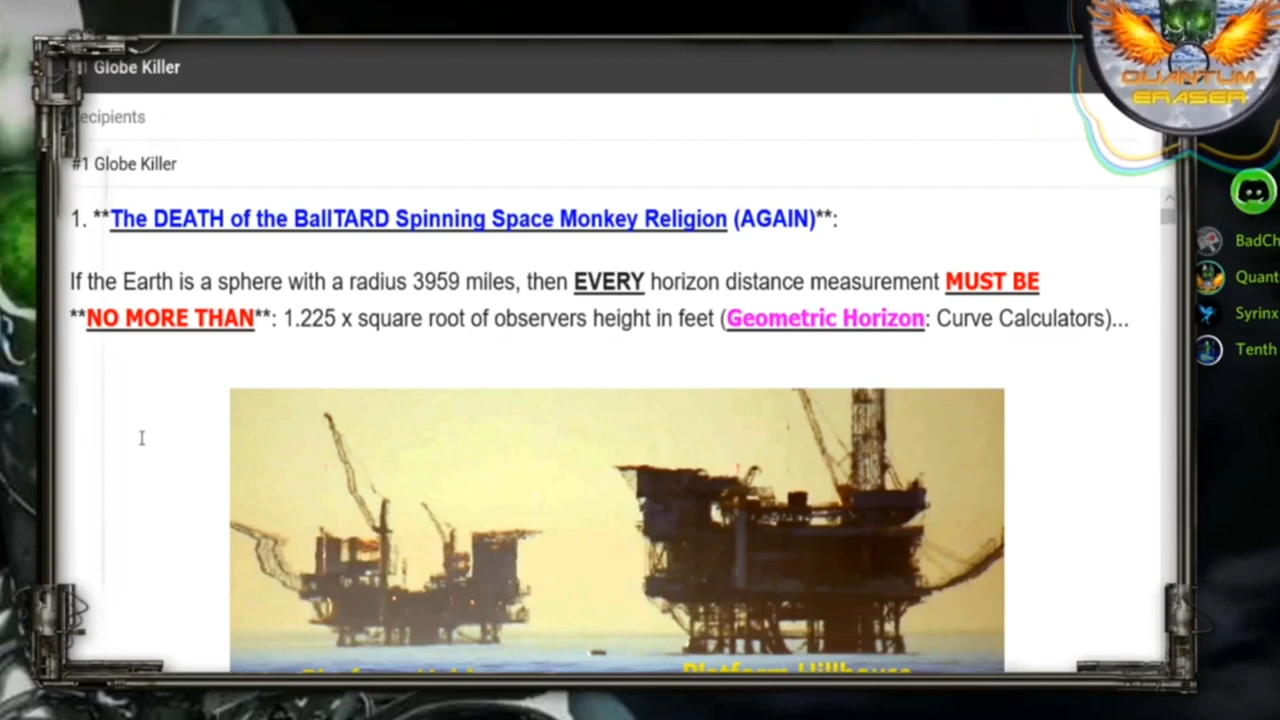 Globe Killer
ecipients
#1 Globe Killer
QUANTUM
ERASER
1. **The DEATH of the BallTARD Spinning Space Monkey Religion (AGAIN)**:
If the Earth is a sphere with a radius 3959 miles, then EVERY horizon distance measurement MUST BE
**NO MORE THAN**: 1.225 x square root of observers height in feet (Geometric Horizon: Curve Calculators)...
BadCh
Quant
Syrinx
Tenth
Platform Hillhouse